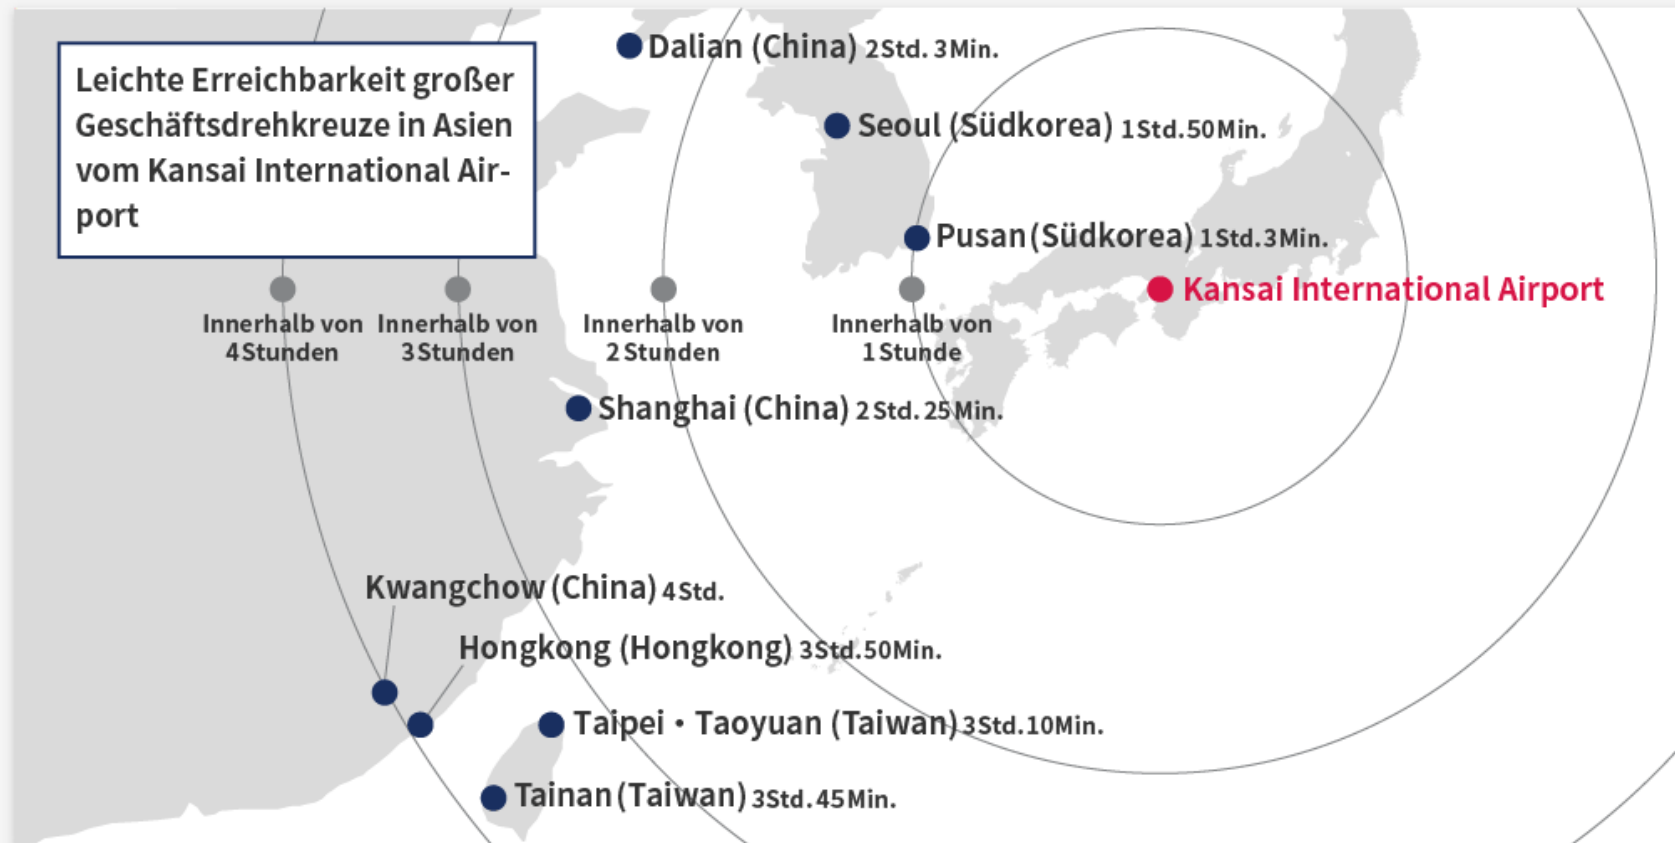 Leichte Erreichbarkeit großer
Geschäftsdrehkreuze in Asien
vom Kansai International Air-
port
Dalian (China) 2Std. 3Min.
Seoul (Südkorea) 1Std.50Min.
Pusan (Südkorea) 1Std.3Min.
Kansai International Airport
Innerhalb von
4 Stunden
Innerhalb von
3 Stunden
Innerhalb von
2 Stunden
Innerhalb von
1 Stunde
Shanghai (China) 2 Std. 25Min.
Kwangchow (China) 4Std.
Hongkong (Hongkong) 3Std.50Min.
Taipei・Taoyuan (Taiwan) 3Std.10Min.
Tainan (Taiwan) 3Std.45Min.